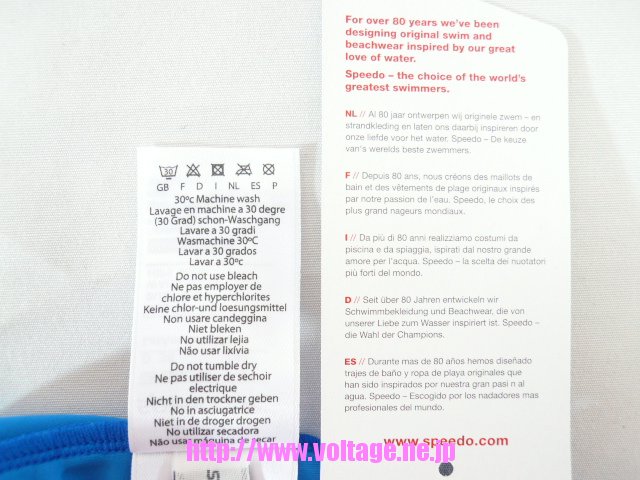 30
GB F D I NL ES P
30ºc Machine wash
Lavage en machine a 30 degre
(30 Grad) schon-Waschgang
Lavare a 30 gradi
Wasmachine 30ºC
Lavar a 30 grados
Lavar a 30ºc
Do not use bleach
Ne pas employer de
chlore et hyperchlorites
Keine chlor-und loesungsmittel
Non usare candeggina
Niet bleken
No utilizar lejia
Não usar lixívia
Do not tumble dry
Ne pas utiliser de sechoir
electrique
Nicht in den trockner geben
No in asciugatrice
Niet in de droger drogen
No utilizar secadora
Não usar máquina de secar
S
For over 80 years we've been
designing original swim and
beachwear inspired by our great
love of water.
Speedo – the choice of the world's
greatest swimmers.
NL // Al 80 jaar ontwerpen wij originele zwem – en
strandkleding en laten ons daarbij inspireren door
onze liefde voor het water. Speedo – De keuze
van's werelds beste zwemmers.
F // Depuis 80 ans, nous créons des maillots de
bain et des vêtements de plage originaux inspirés
par notre passion de l'eau. Speedo, le choix des
plus grand nageurs mondiaux.
I // Da più di 80 anni realizziamo costumi da
piscina e da spiaggia, ispirati dal nostro grande
amore per l'acqua. Speedo – la scelta dei nuotatori
più forti del mondo.
D // Seit über 80 Jahren entwickeln wir
Schwimmbekleidung und Beachwear, die von
unserer Liebe zum Wasser inspiriert ist. Speedo –
die Wahl der Champions.
ES // Durante mas de 80 años hemos diseñado
trajes de baño y ropa de playa originales que
han sido inspirados por nuestra gran pasi n al
agua. Speedo – Escogido por los nadadores mas
profesionales del mundo.
www.speedo.com
http://www.voltage.ne.jp